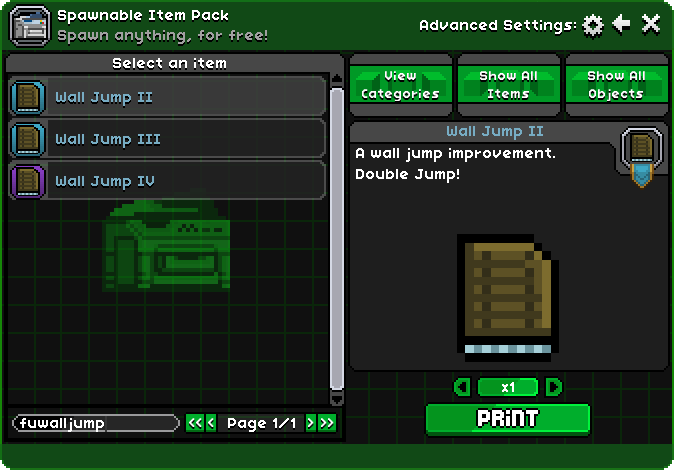 Spawnable Item Pack
Spawn anything, for free!
Advanced Settings:
Select an item
Wall Jump II
Wall Jump III
Wall Jump IV
fuwalljump
Page 1/1
View
Categories
Show All
Items
Show All
Objects
Wall Jump II
A wall jump improvement.
Double Jump!
x1
PRINT